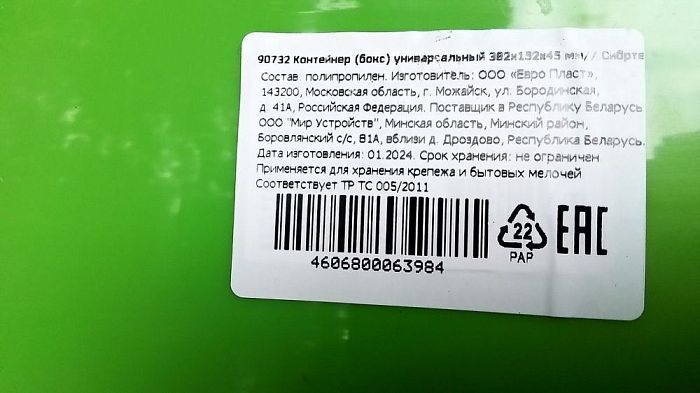 90732 Контейнер (бокс) универсальный 302х132х45 мм// Сибртe
Состав: полипропилен. Изготовитель: ООО «Евро Пласт»,
143200, Московская область, г. Можайск, ул. Бородинская,
д. 41А, Российская Федерация. Поставщик в Республику Беларусь
ООО "Мир Устройств", Минская область, Минский район,
Боровлянский с/с, 81А, вблизи д. Дроздово, Республика Беларусь.
Дата изготовления: 01.2024. Срок хранения: не ограничен
Применяется для хранения крепежа и бытовых мелочей
Соответствует ТР ТС 005/2011
4606800063984
22
PAP
EAC